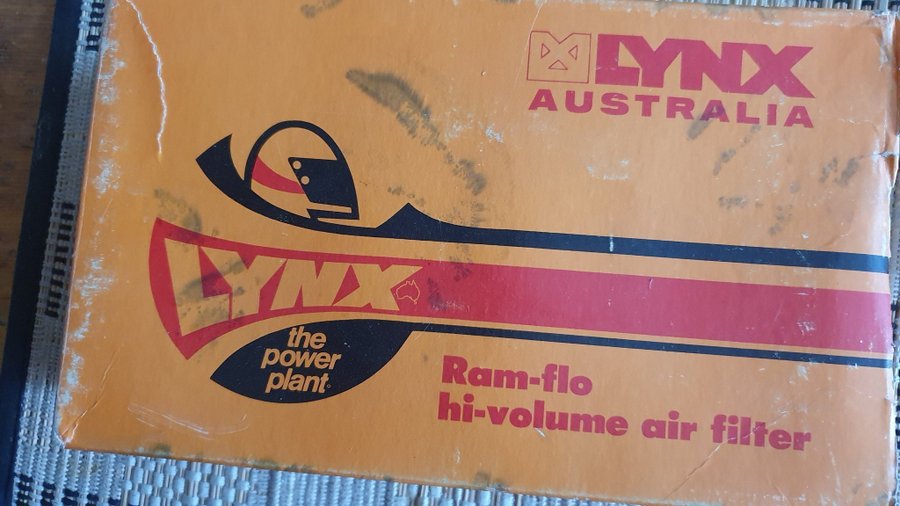 LYNX
AUSTRALIA
LYNX
the
power
plant
Ram-flo
hi-volume air filter